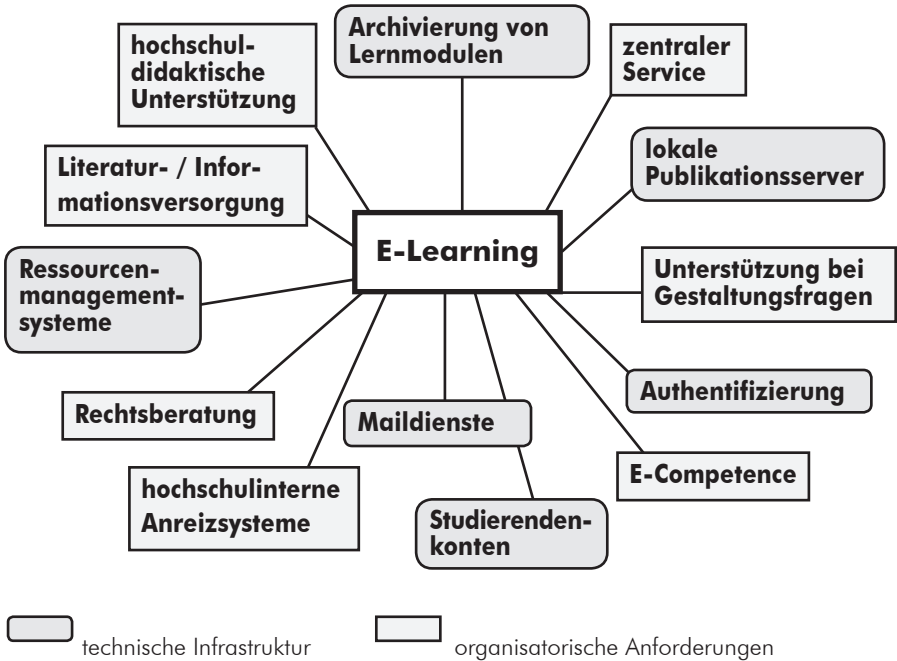 Archivierung von
Lernmodulen
hochschul-
didaktische
Unterstützung
zentraler
Service
lokale
Publikationsserver
Literatur- / Infor-
mationsversorgung
E-Learning
Ressourcen-
management-
systeme
Unterstützung bei
Gestaltungsfragen
Rechtsberatung
Maildienste
Authentifizierung
hochschulinterne
Anreizsysteme
Studierenden-
konten
E-Competence
technische Infrastruktur
organisatorische Anforderungen